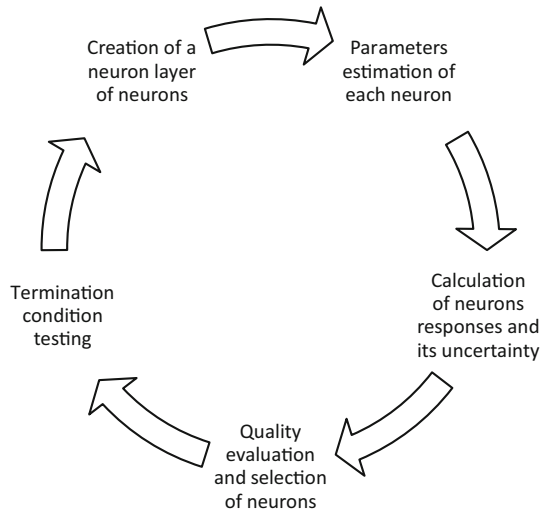 Creation of a
neuron layer
of neurons
Parameters
estimation of
each neuron
Calculation
of neurons
responses and
its uncertainty
Quality
evaluation
and selection
of neurons
Termination
condition
testing